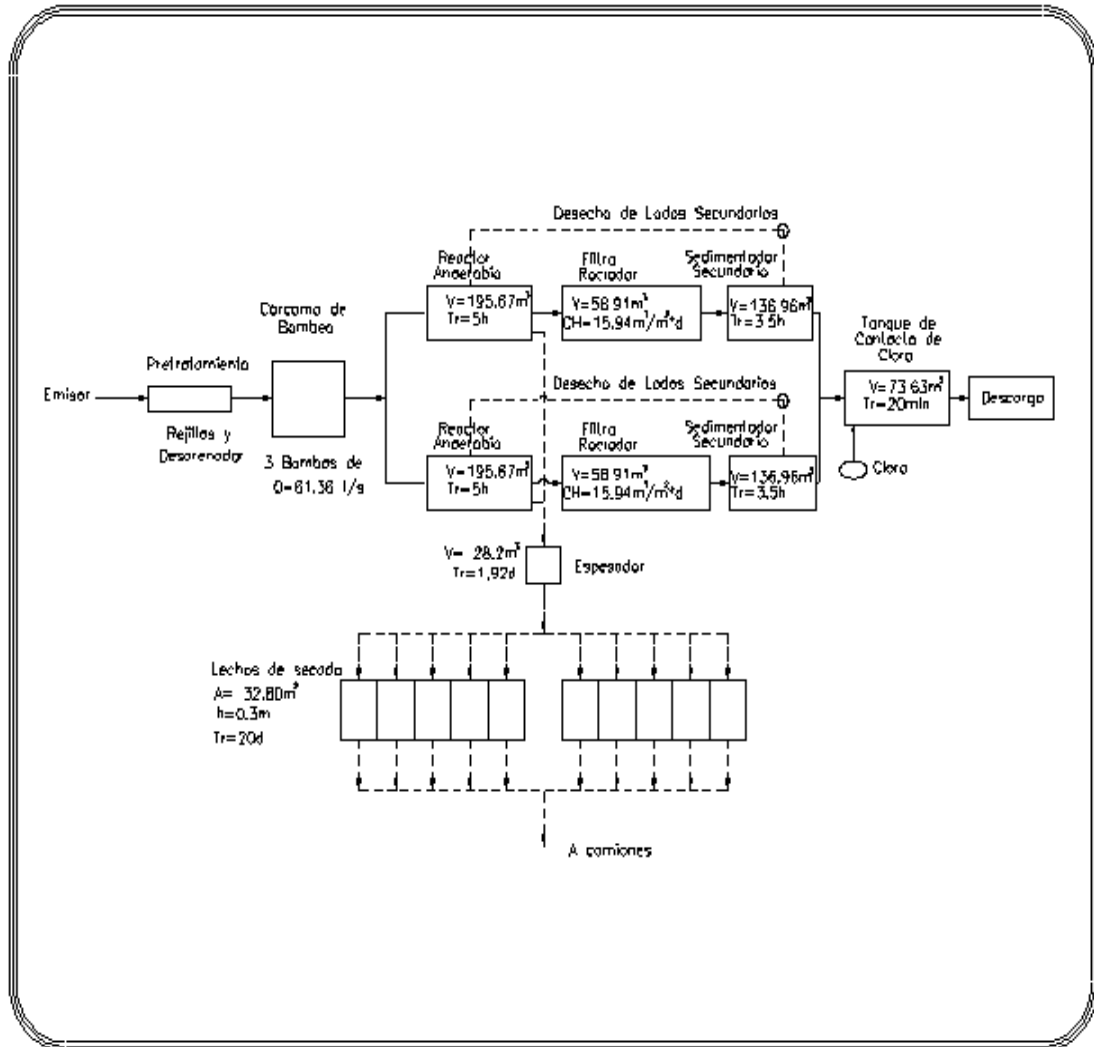 Desecho de Lodos Secundarios
Reactor
Anaerobio
Filtro
Rociador
Sedimentador
Secundario
V=195.67m³
Tr=5h
V=58.91m³
CH=15.94m³/m²*d
V=136.96m³
Tr=3.5h
Carcamo de
Bombeo
Tanque de
Contacto de
Cloro
Pretratamiento
Emisor
Desecho de Lodos Secundarios
V=73.63m³
Tr=20min
Descarga
Rejillas y
Desarenador
Reactor
Anaerobio
Filtro
Rociador
Sedimentador
Secundario
3 Bombas de
Q=61.36 l/s
V=195.67m³
Tr=5h
V=58.91m³
CH=15.94m³/m²*d
V=136.96m³
Tr=3.5h
Cloro
V= 28.2m³
Tr=1.92d
Espesador
Lechos de secado
A= 32.80m²
h=0.3m
Tr=20d
A camiones